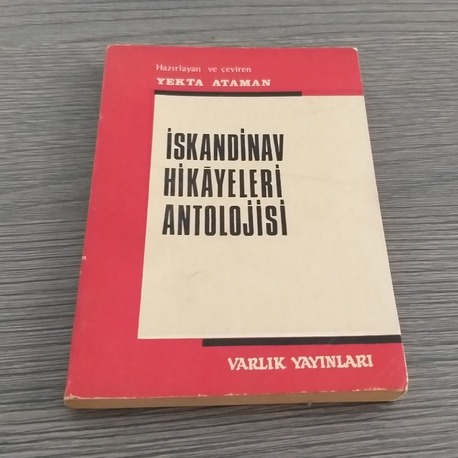 Hazırlayan ve çeviren
YEKTA ATAMAN
İSKANDİNAV
HİKÂYELERİ
ANTOLOJİSİ
VARLIK YAYINLARI